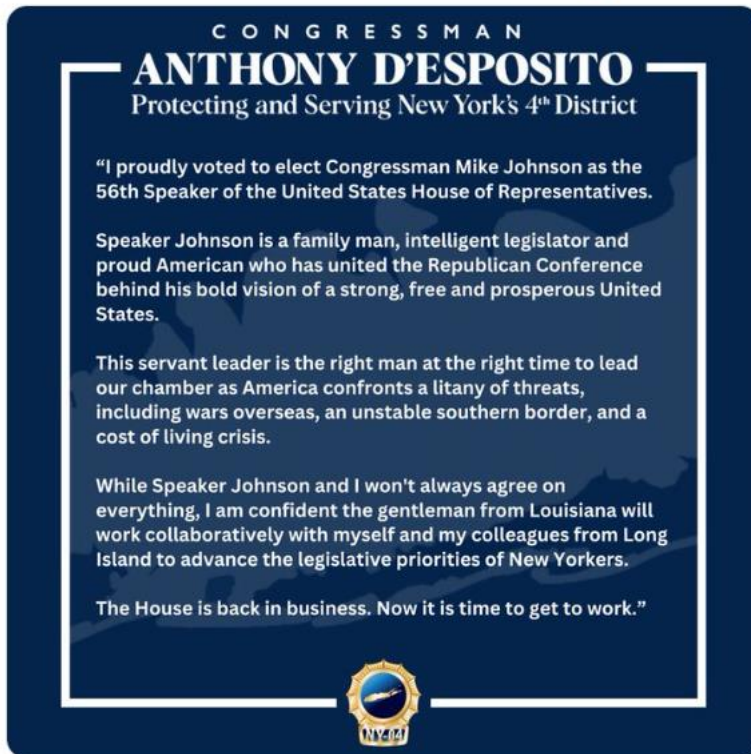 CONGRESSMAN
ANTHONY D'ESPOSITO
Protecting and Serving New York's 4th District
“I proudly voted to elect Congressman Mike Johnson as the
56th Speaker of the United States House of Representatives.
Speaker Johnson is a family man, intelligent legislator and
proud American who has united the Republican Conference
behind his bold vision of a strong, free and prosperous United
States.
This servant leader is the right man at the right time to lead
our chamber as America confronts a litany of threats,
including wars overseas, an unstable southern border, and a
cost of living crisis.
While Speaker Johnson and I won't always agree on
everything, I am confident the gentleman from Louisiana will
work collaboratively with myself and my colleagues from Long
Island to advance the legislative priorities of New Yorkers.
The House is back in business. Now it is time to get to work.”
NY-04